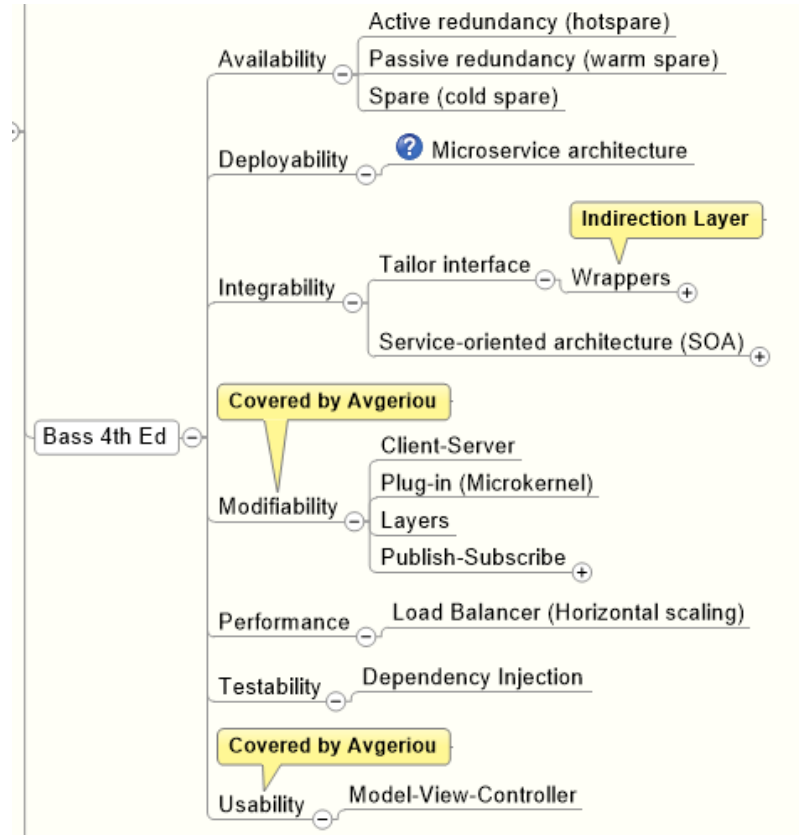 Active redundancy (hotspare)
Availability
Passive redundancy (warm spare)
Spare (cold spare)
Deployability
? Microservice architecture
Indirection Layer
Tailor interface
Wrappers
Integrability
Service-oriented architecture (SOA)
Covered by Avgeriou
Bass 4th Ed
Client-Server
Plug-in (Microkernel)
Modifiability
Layers
Publish-Subscribe
Load Balancer (Horizontal scaling)
Performance
Dependency Injection
Testability
Covered by Avgeriou
Model-View-Controller
Usability